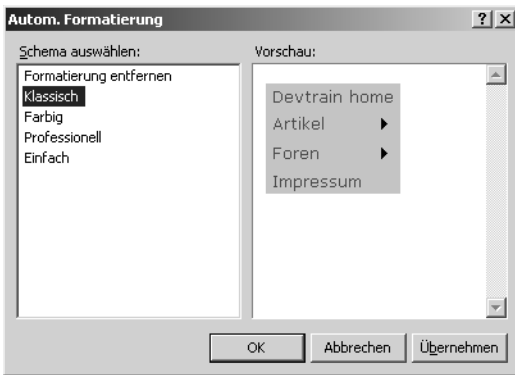 Autom. Formatierung
Schema auswählen:
Formatierung entfernen
Klassisch
Farbig
Professionell
Einfach
Vorschau:
Devtrain home
Artikel
Foren
Impressum
OK
Abbrechen
Übernehmen